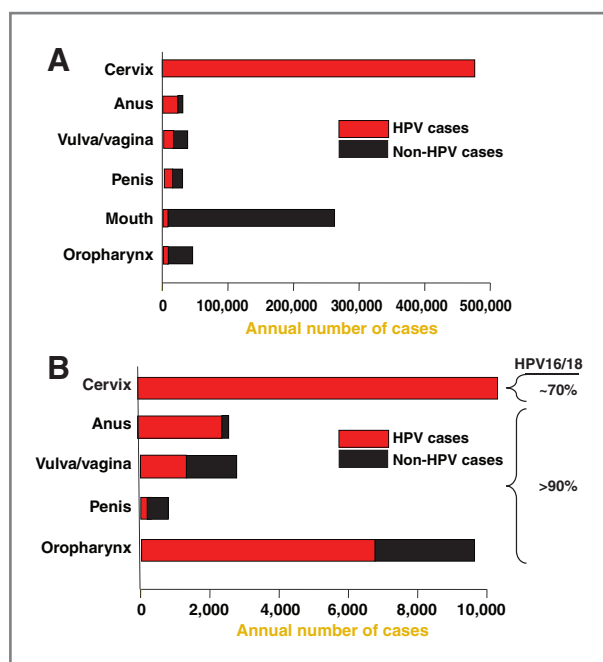 A
Cervix
Anus
Vulva/vagina
Penis
Mouth
Oropharynx
HPV cases
Non-HPV cases
0 100,000 200,000 300,000 400,000 500,000
Annual number of cases
B
HPV16/18
Cervix
~70%
Anus
Vulva/vagina
Penis
Oropharynx
HPV cases
Non-HPV cases
>90%
0 2,000 4,000 6,000 8,000 10,000
Annual number of cases